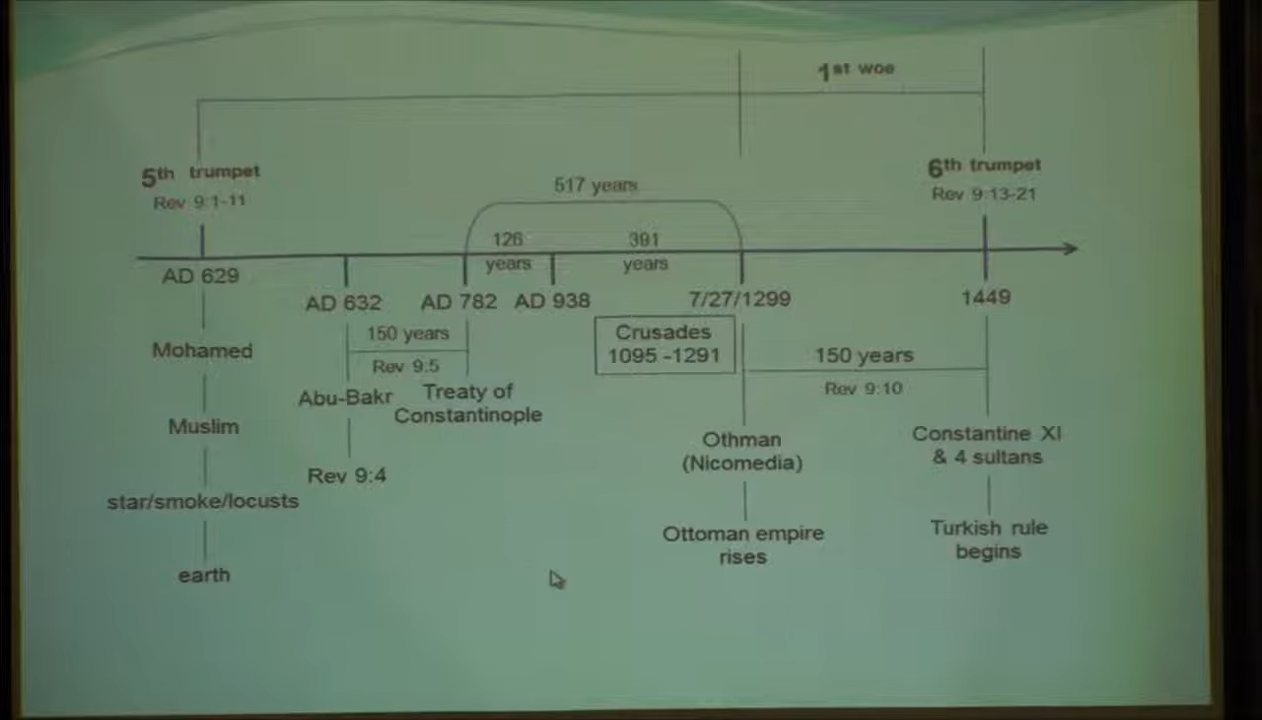 1st woe
5th trumpet
Rev 9:1-11
6th trumpet
Rev 9:13-21
517 years
126
years
391
years
AD 629
AD 632
AD 782
AD 938
7/27/1299
1449
150 years
Rev 9:5
Crusades
1095 -1291
150 years
Rev 9:10
Mohamed
Muslim
star/smoke/locusts
earth
Abu-Bakr
Rev 9:4
Treaty of
Constantinople
Othman
(Nicomedia)
Ottoman empire
rises
Constantine XI
& 4 sultans
Turkish rule
begins